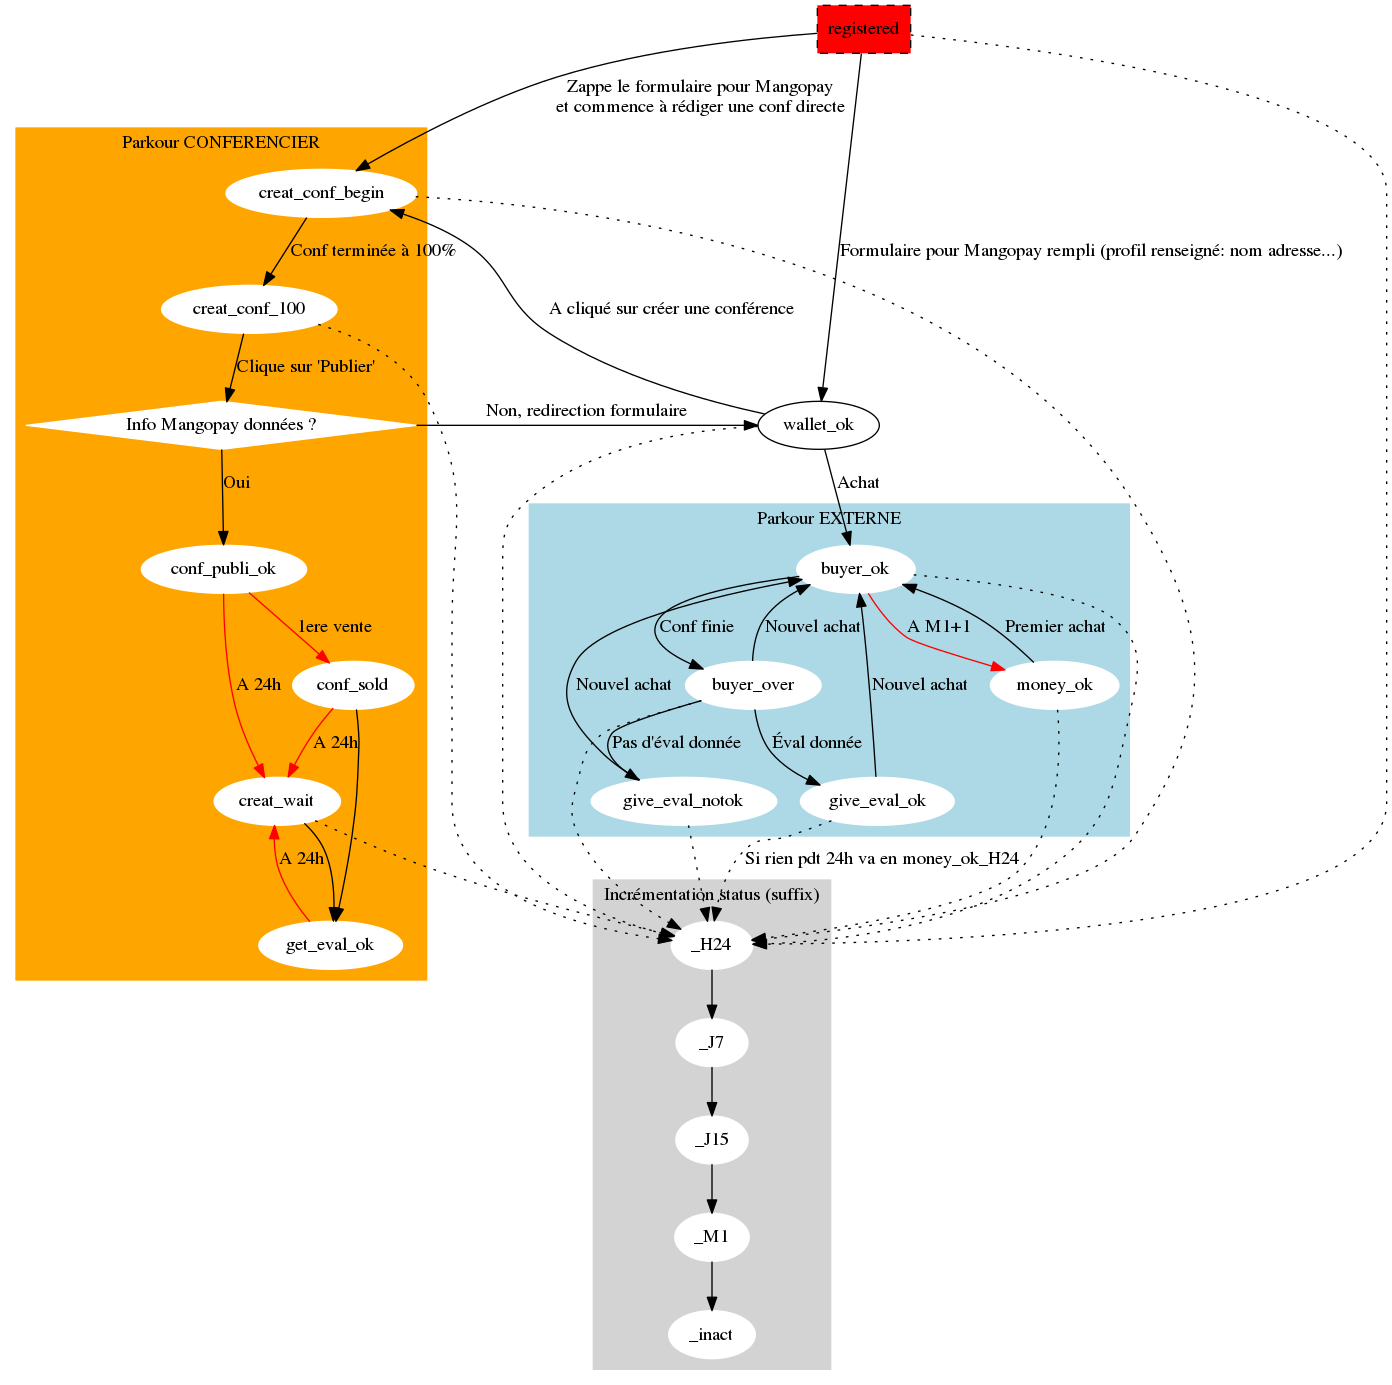 registered
Zappe le formulaire pour Mangopay
et commence à rédiger une conf directe
Parkour CONFERENCIER
creat_conf_begin
Conf terminée à 100%
Formulaire pour Mangopay rempli (profil renseigné: nom adresse...)
creat_conf_100
A cliqué sur créer une conférence
Clique sur 'Publier'
Info Mangopay données ?
Non, redirection formulaire
wallet_ok
Oui
Achat
Parkour EXTERNE
conf_publi_ok
buyer_ok
1ere vente
Conf finie
Nouvel achat
A M1+1
Premier achat
A 24h
conf_sold
Nouvel achat
buyer_over
Nouvel achat
money_ok
A 24h
Pas d'éval donnée
Éval donnée
creat_wait
give_eval_notok
give_eval_ok
A 24h
Si rien pdt 24h va en money_ok_H24
Incrémentation status (suffix)
get_eval_ok
_H24
_J7
_J15
_M1
_inact